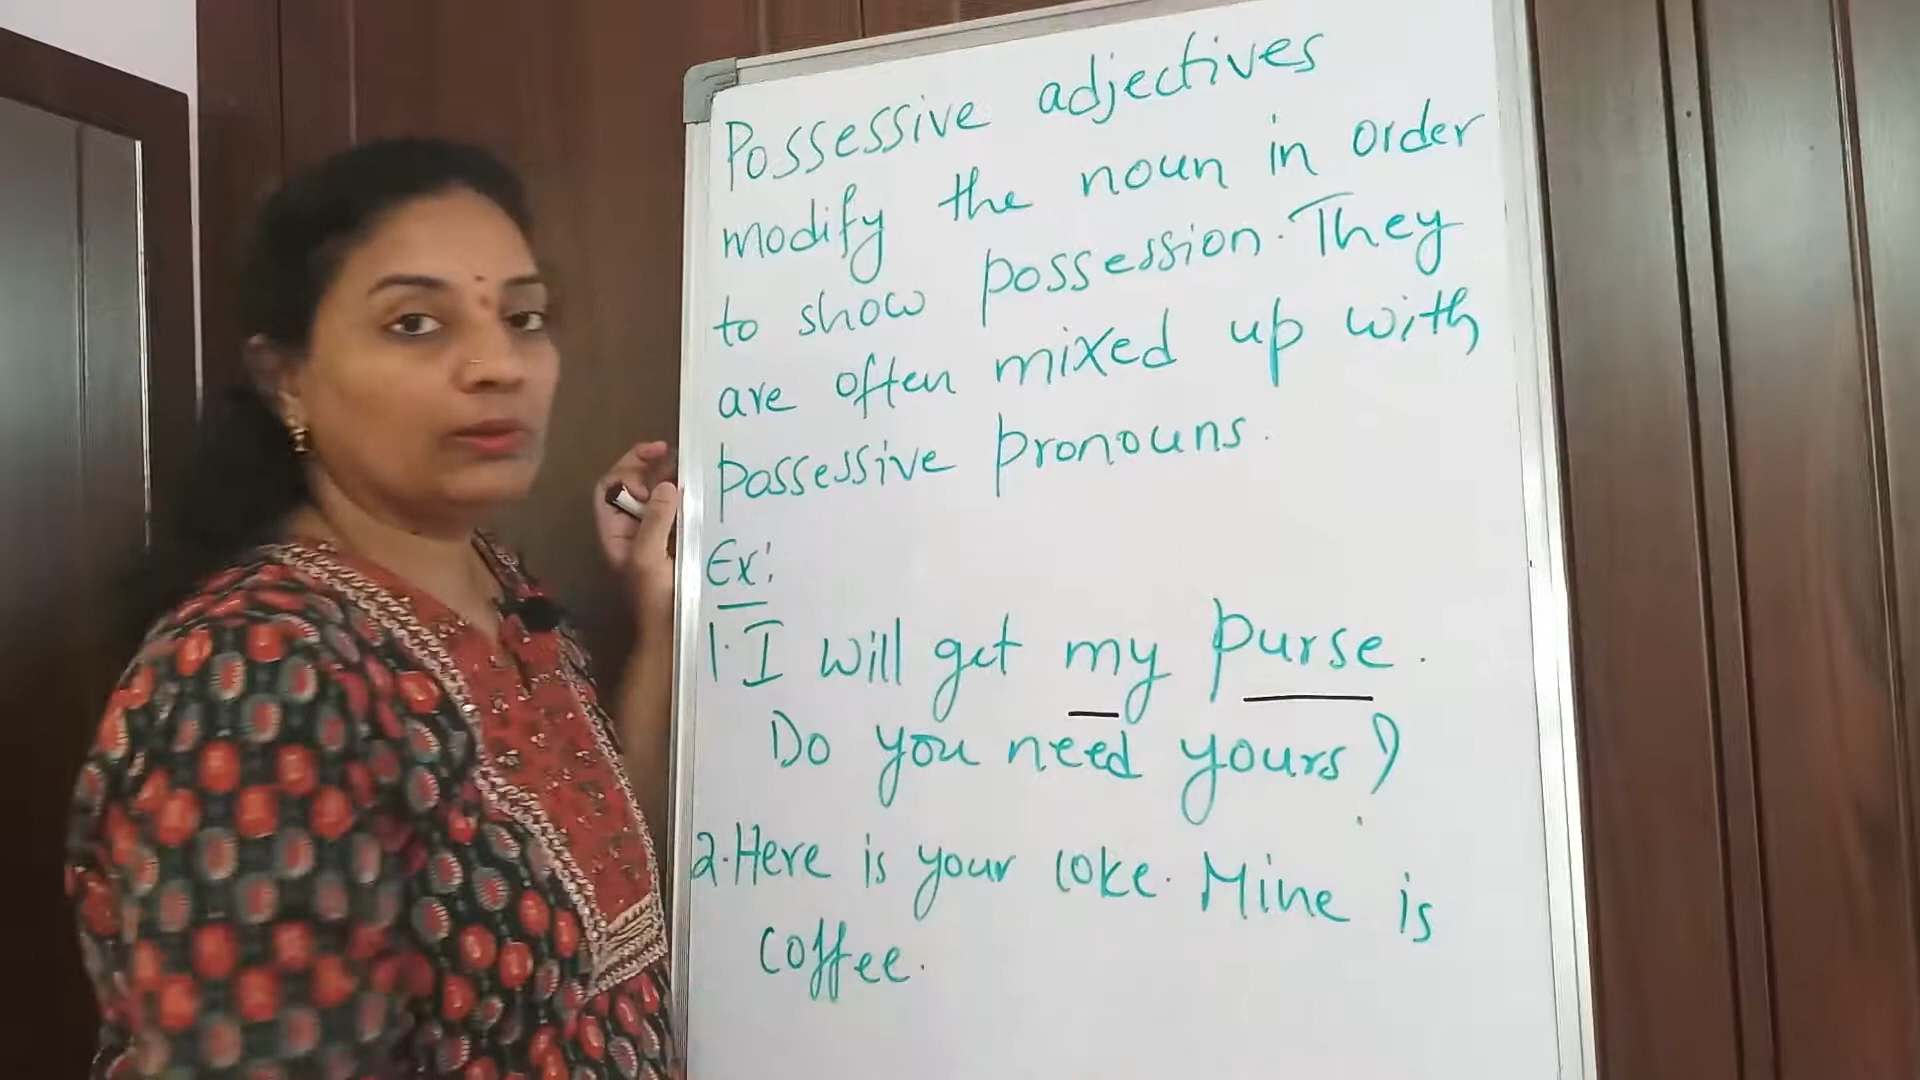 Possessive adjectives
modify the noun in order
to show possession. They
are often mixed up with
possessive pronouns.
Ex:
1. I will get my purse.
Do you need yours?
2. Here is your coke. Mine is
coffee.